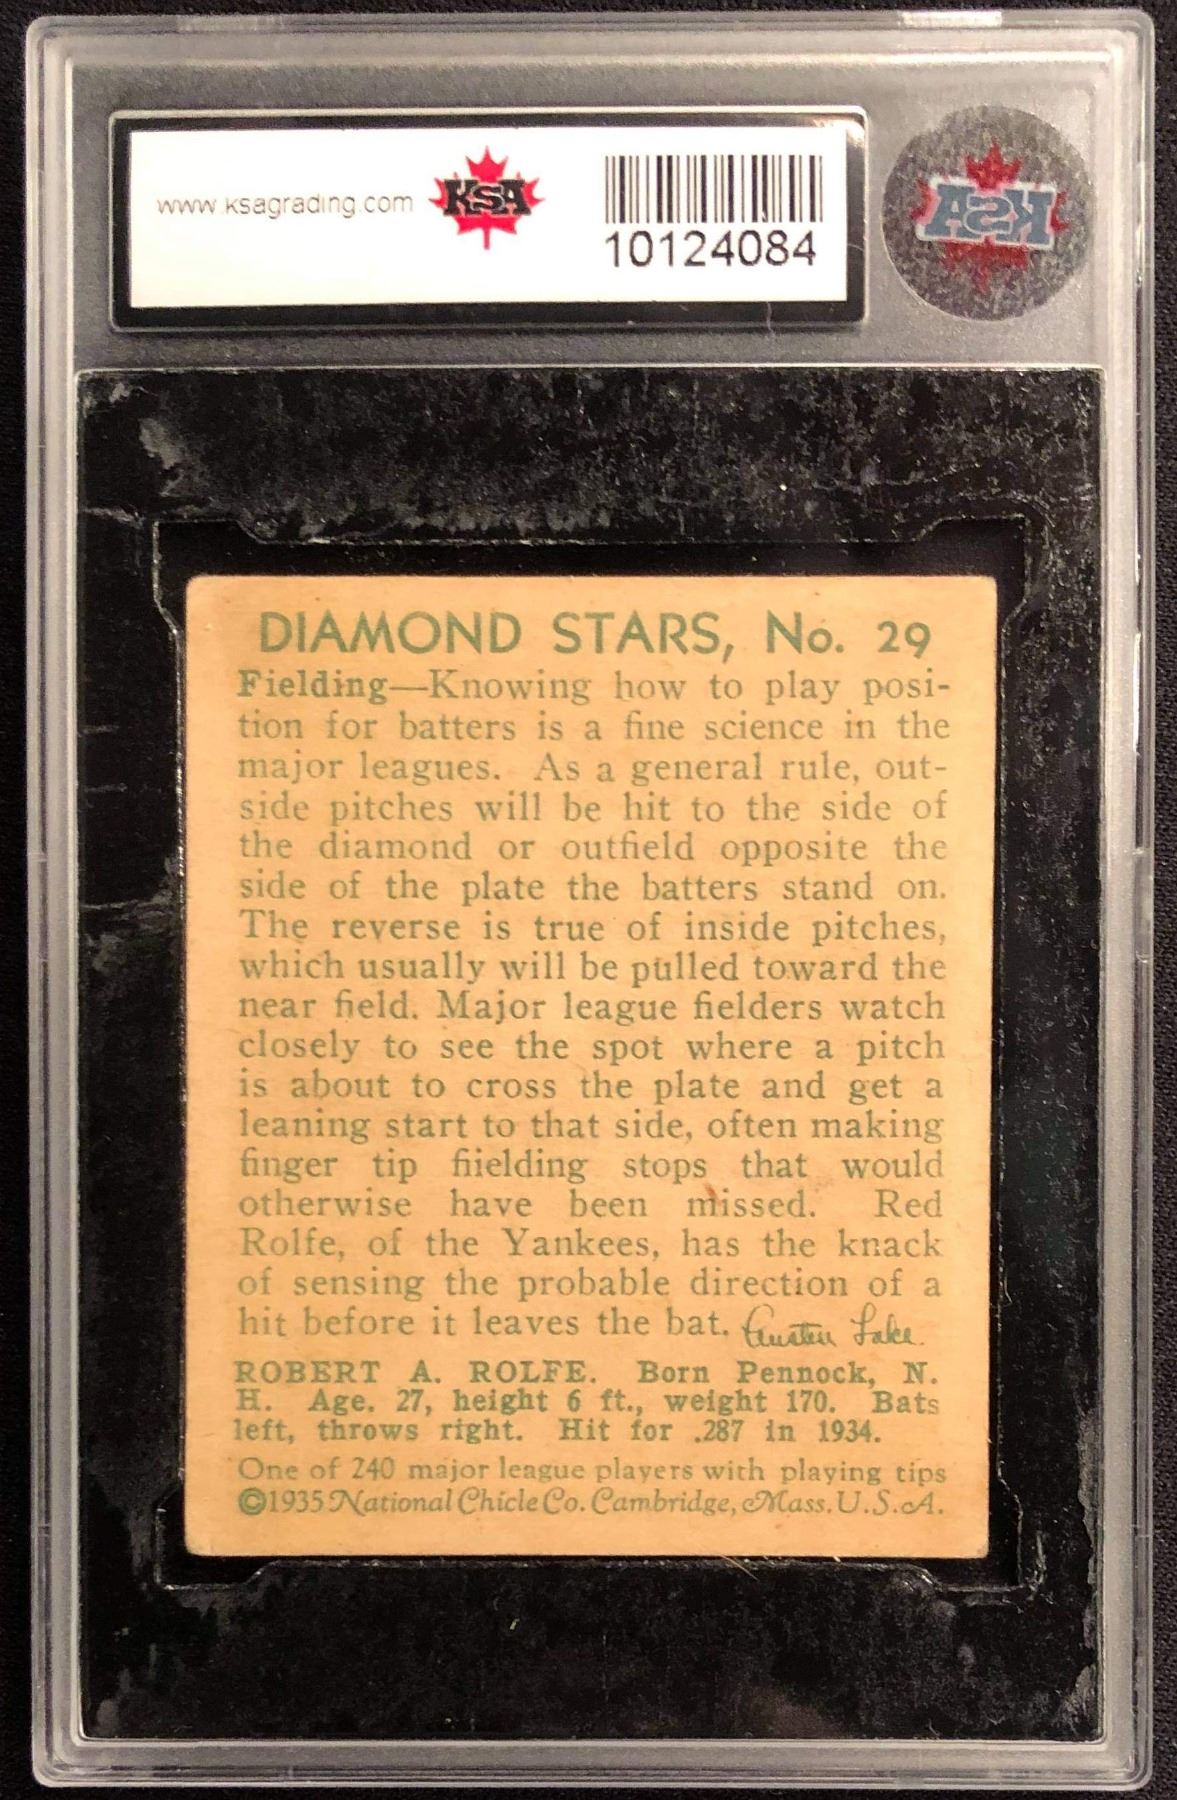 www.ksagrading.com
KSA
10124084
KSA
DIAMOND STARS, No. 29
Fielding—Knowing how to play posi-
tion for batters is a fine science in the
major leagues. As a general rule, out-
side pitches will be hit to the side of
the diamond or outfield opposite the
side of the plate the batters stand on.
The reverse is true of inside pitches,
which usually will be pulled toward the
near field. Major league fielders watch
closely to see the spot where a pitch
is about to cross the plate and get a
leaning start to that side, often making
finger tip fiielding stops that would
otherwise have been missed. Red
Rolfe, of the Yankees, has the knack
of sensing the probable direction of a
hit before it leaves the bat. Austen Lake
ROBERT A. ROLFE. Born Pennock, N.
H. Age. 27, height 6 ft., weight 170. Bats
left, throws right. Hit for .287 in 1934.
One of 240 major league players with playing tips
©1935 National Chicle Co. Cambridge, Mass. U.S.A.